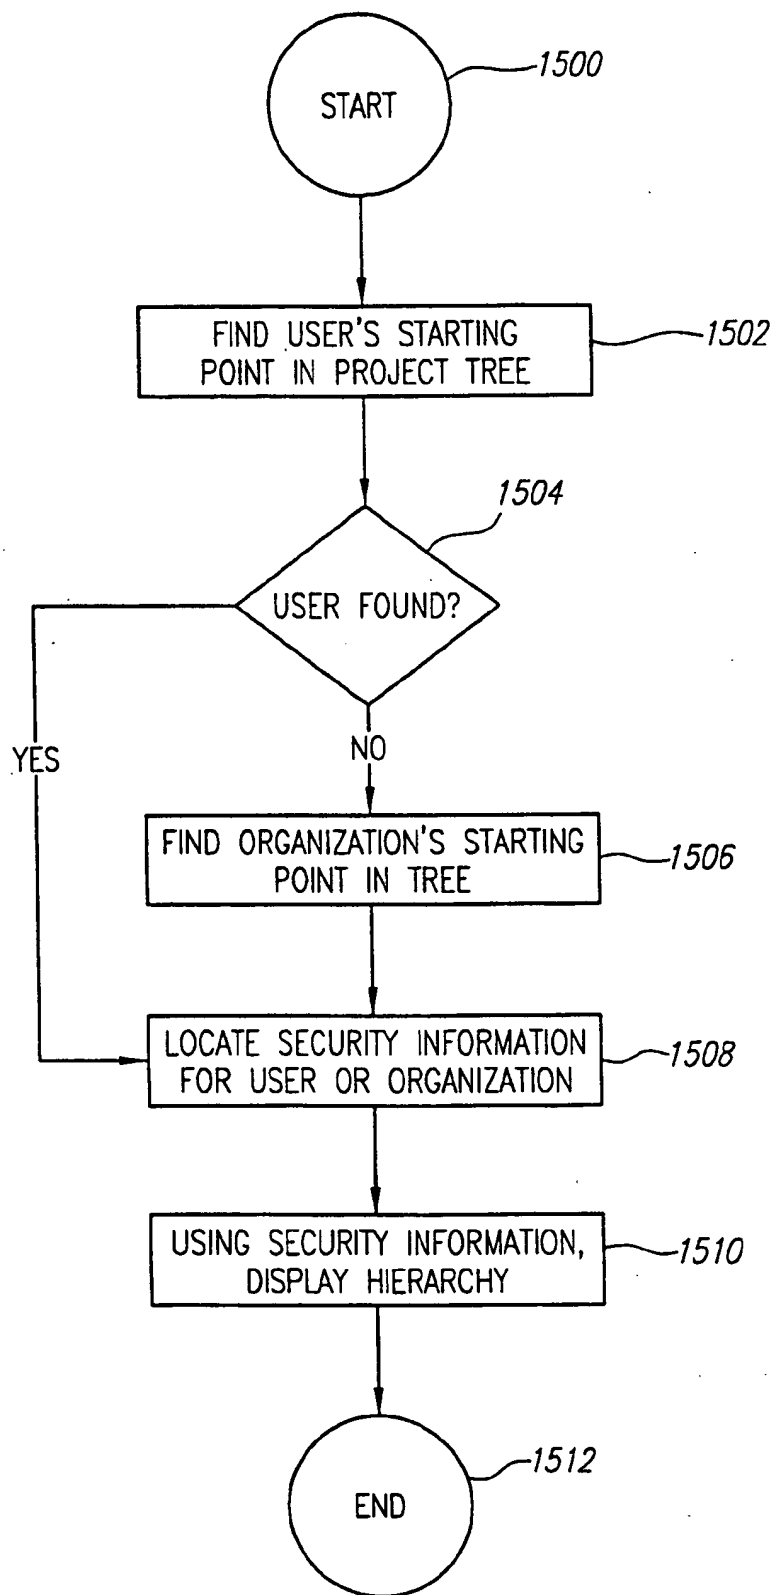 START
1500
FIND USER'S STARTING
POINT IN PROJECT TREE
1502
1504
USER FOUND?
YES
NO
FIND ORGANIZATION'S STARTING
POINT IN TREE
1506
LOCATE SECURITY INFORMATION
FOR USER OR ORGANIZATION
1508
USING SECURITY INFORMATION,
DISPLAY HIERARCHY
1510
1512
END